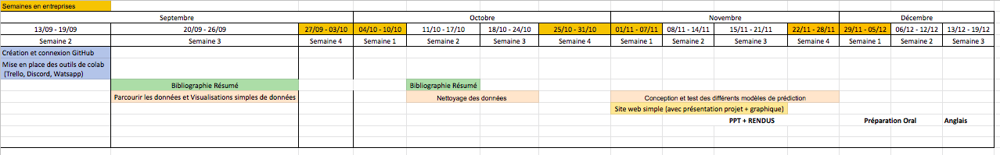 Semaines en entreprises
Septembre Octobre Novembre Décembre
13/09 - 19/09 20/09 - 26/09 27/09 - 03/10 04/10 - 10/10 11/10 - 17/10 18/10 - 24/10 25/10 - 31/10 01/11 - 07/11 08/11 - 14/11 15/11 - 21/11 22/11 - 28/11 29/11 - 05/12 06/12 - 12/12 13/12 - 19/12
Semaine 2 Semaine 3 Semaine 4 Semaine 1 Semaine 2 Semaine 3 Semaine 4 Semaine 1 Semaine 2 Semaine 3 Semaine 4 Semaine 1 Semaine 2 Semaine 3
Création et connexion GitHub
Mise en place des outils de colab
(Trello, Discord, Watsapp)
Bibliographie Résumé Bibliographie Résumé
Parcourir les données et Visualisations simples de données Nettoyage des données Conception et test des différents modèles de prédiction
Site web simple (avec présentation projet + graphique)
PPT + RENDUS Préparation Oral Anglais